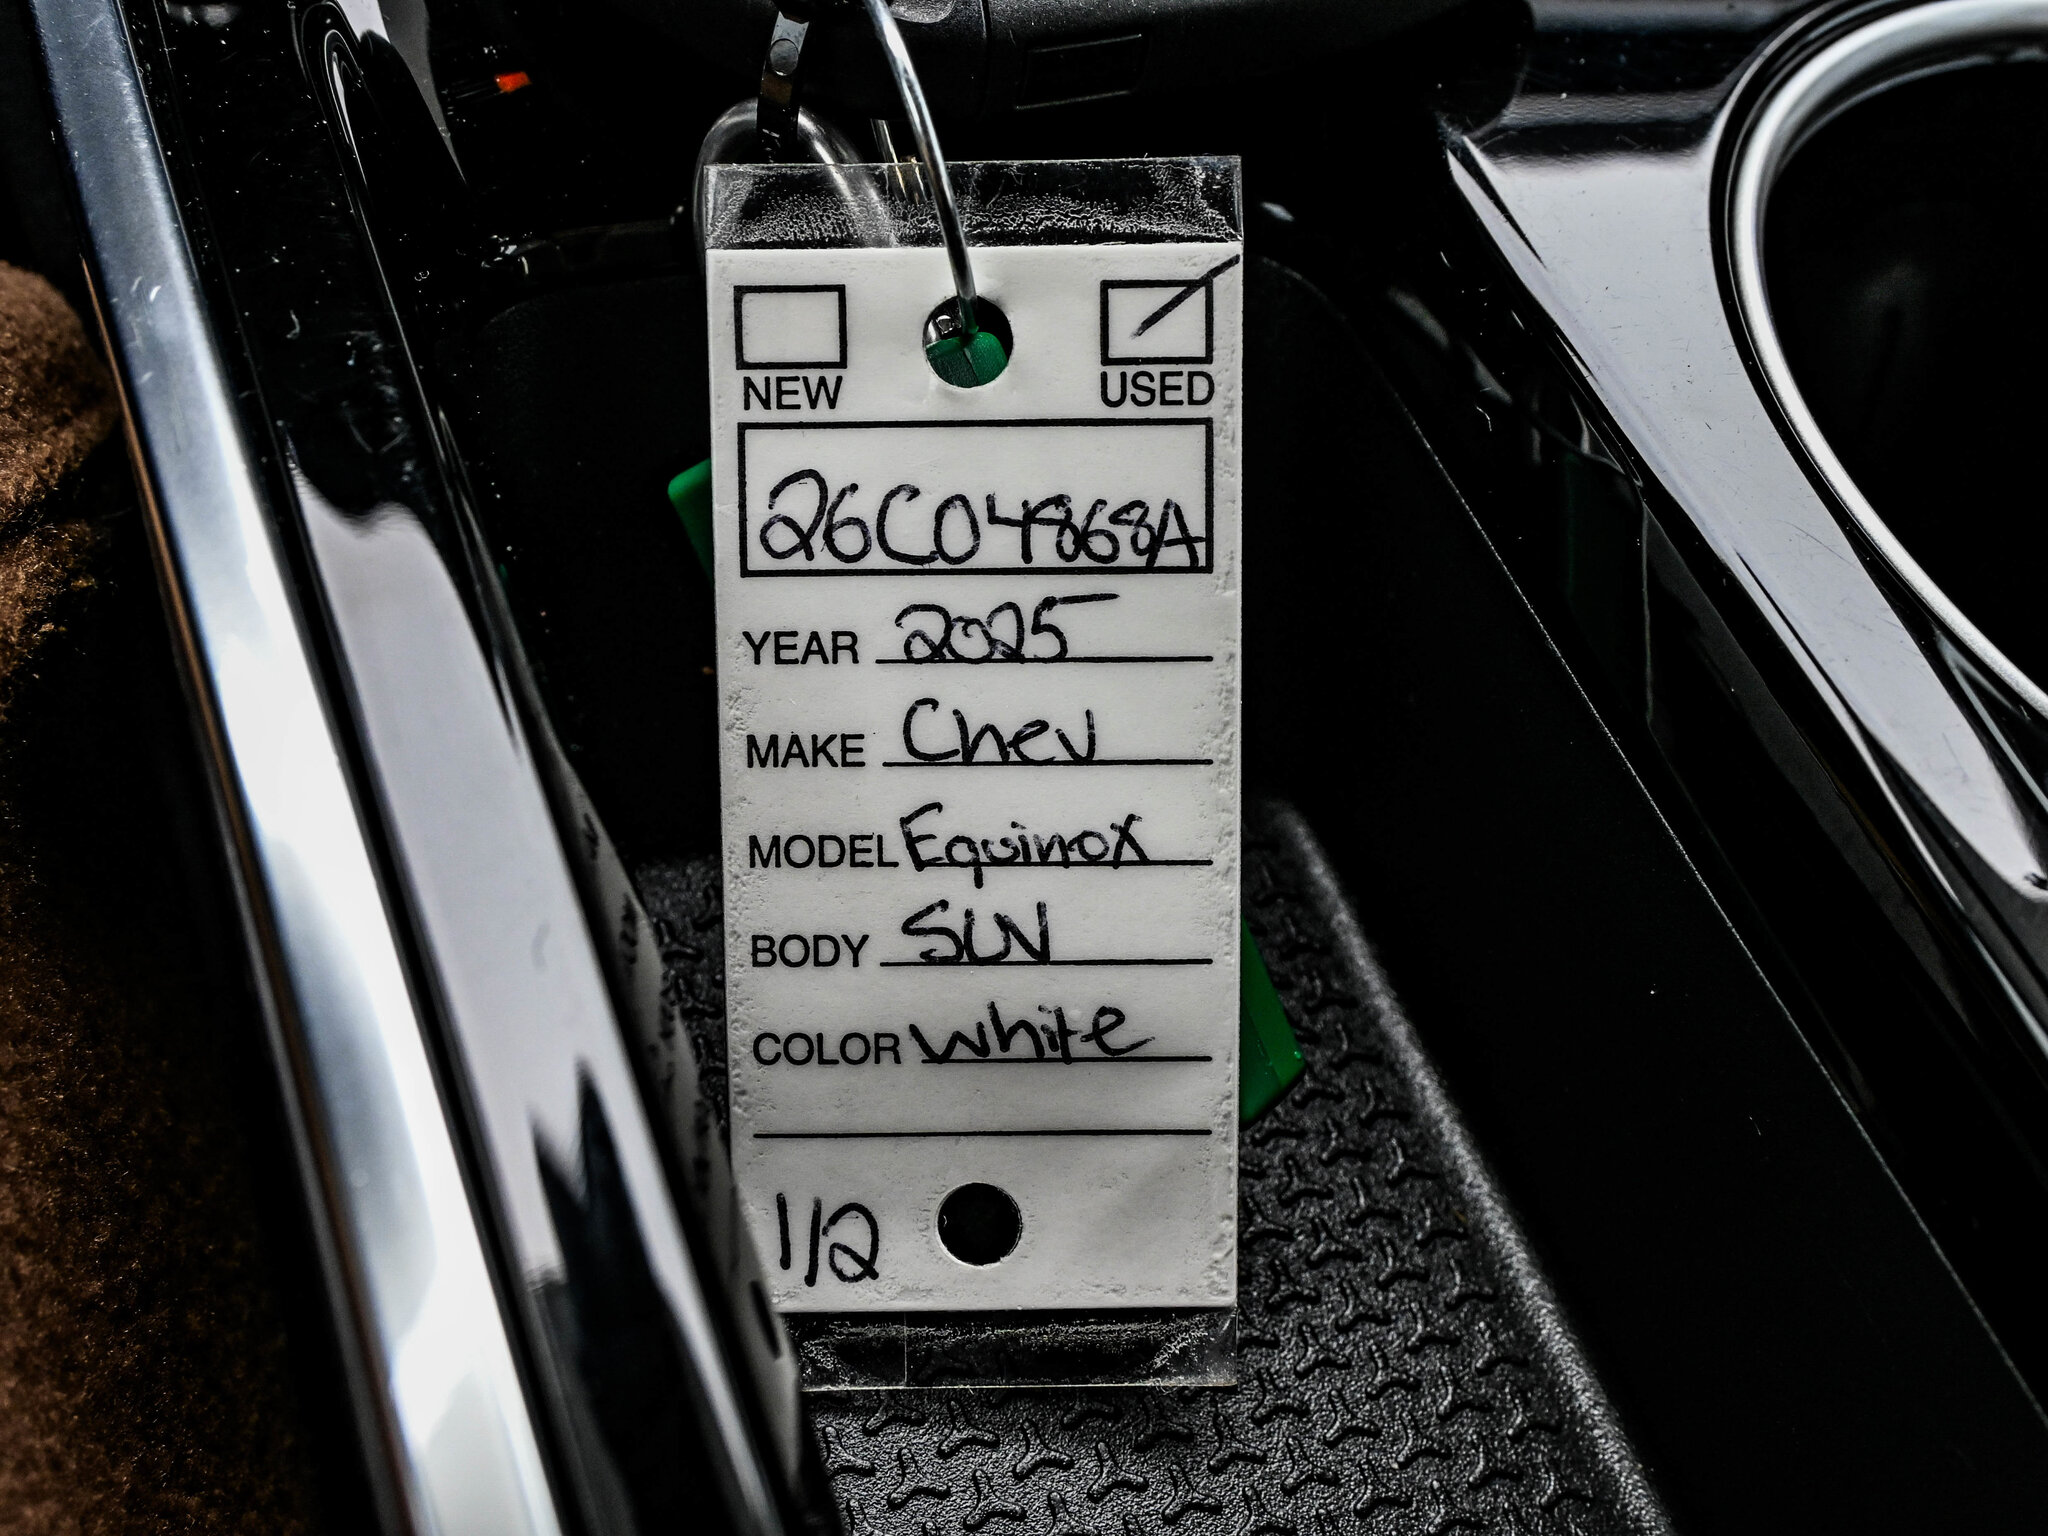 NEW USED
26C04868A
YEAR 2025
MAKE Chev
MODEL Equinox
BODY SUV
COLOR White
1/2